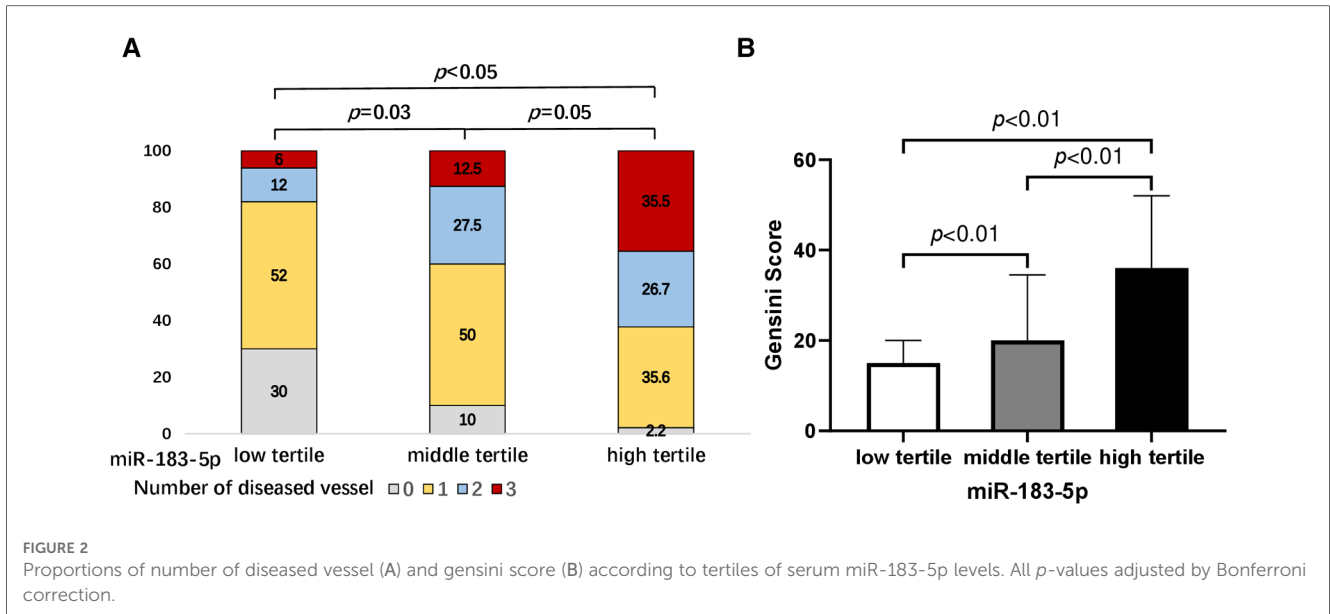 A
p<0.05
p=0.03
p=0.05
100
80
60
40
20
0
6
12
52
30
12.5
27.5
50
10
35.5
26.7
35.6
2.2
miR-183-5p low tertile middle tertile high tertile
Number of diseased vessel 0 1 2 3
B
p<0.01
p<0.01
p<0.01
Gensini Score
60
40
20
0
low tertile middle tertile high tertile
miR-183-5p
FIGURE 2
Proportions of number of diseased vessel (A) and gensini score (B) according to tertiles of serum miR-183-5p levels. All p-values adjusted by Bonferroni
correction.